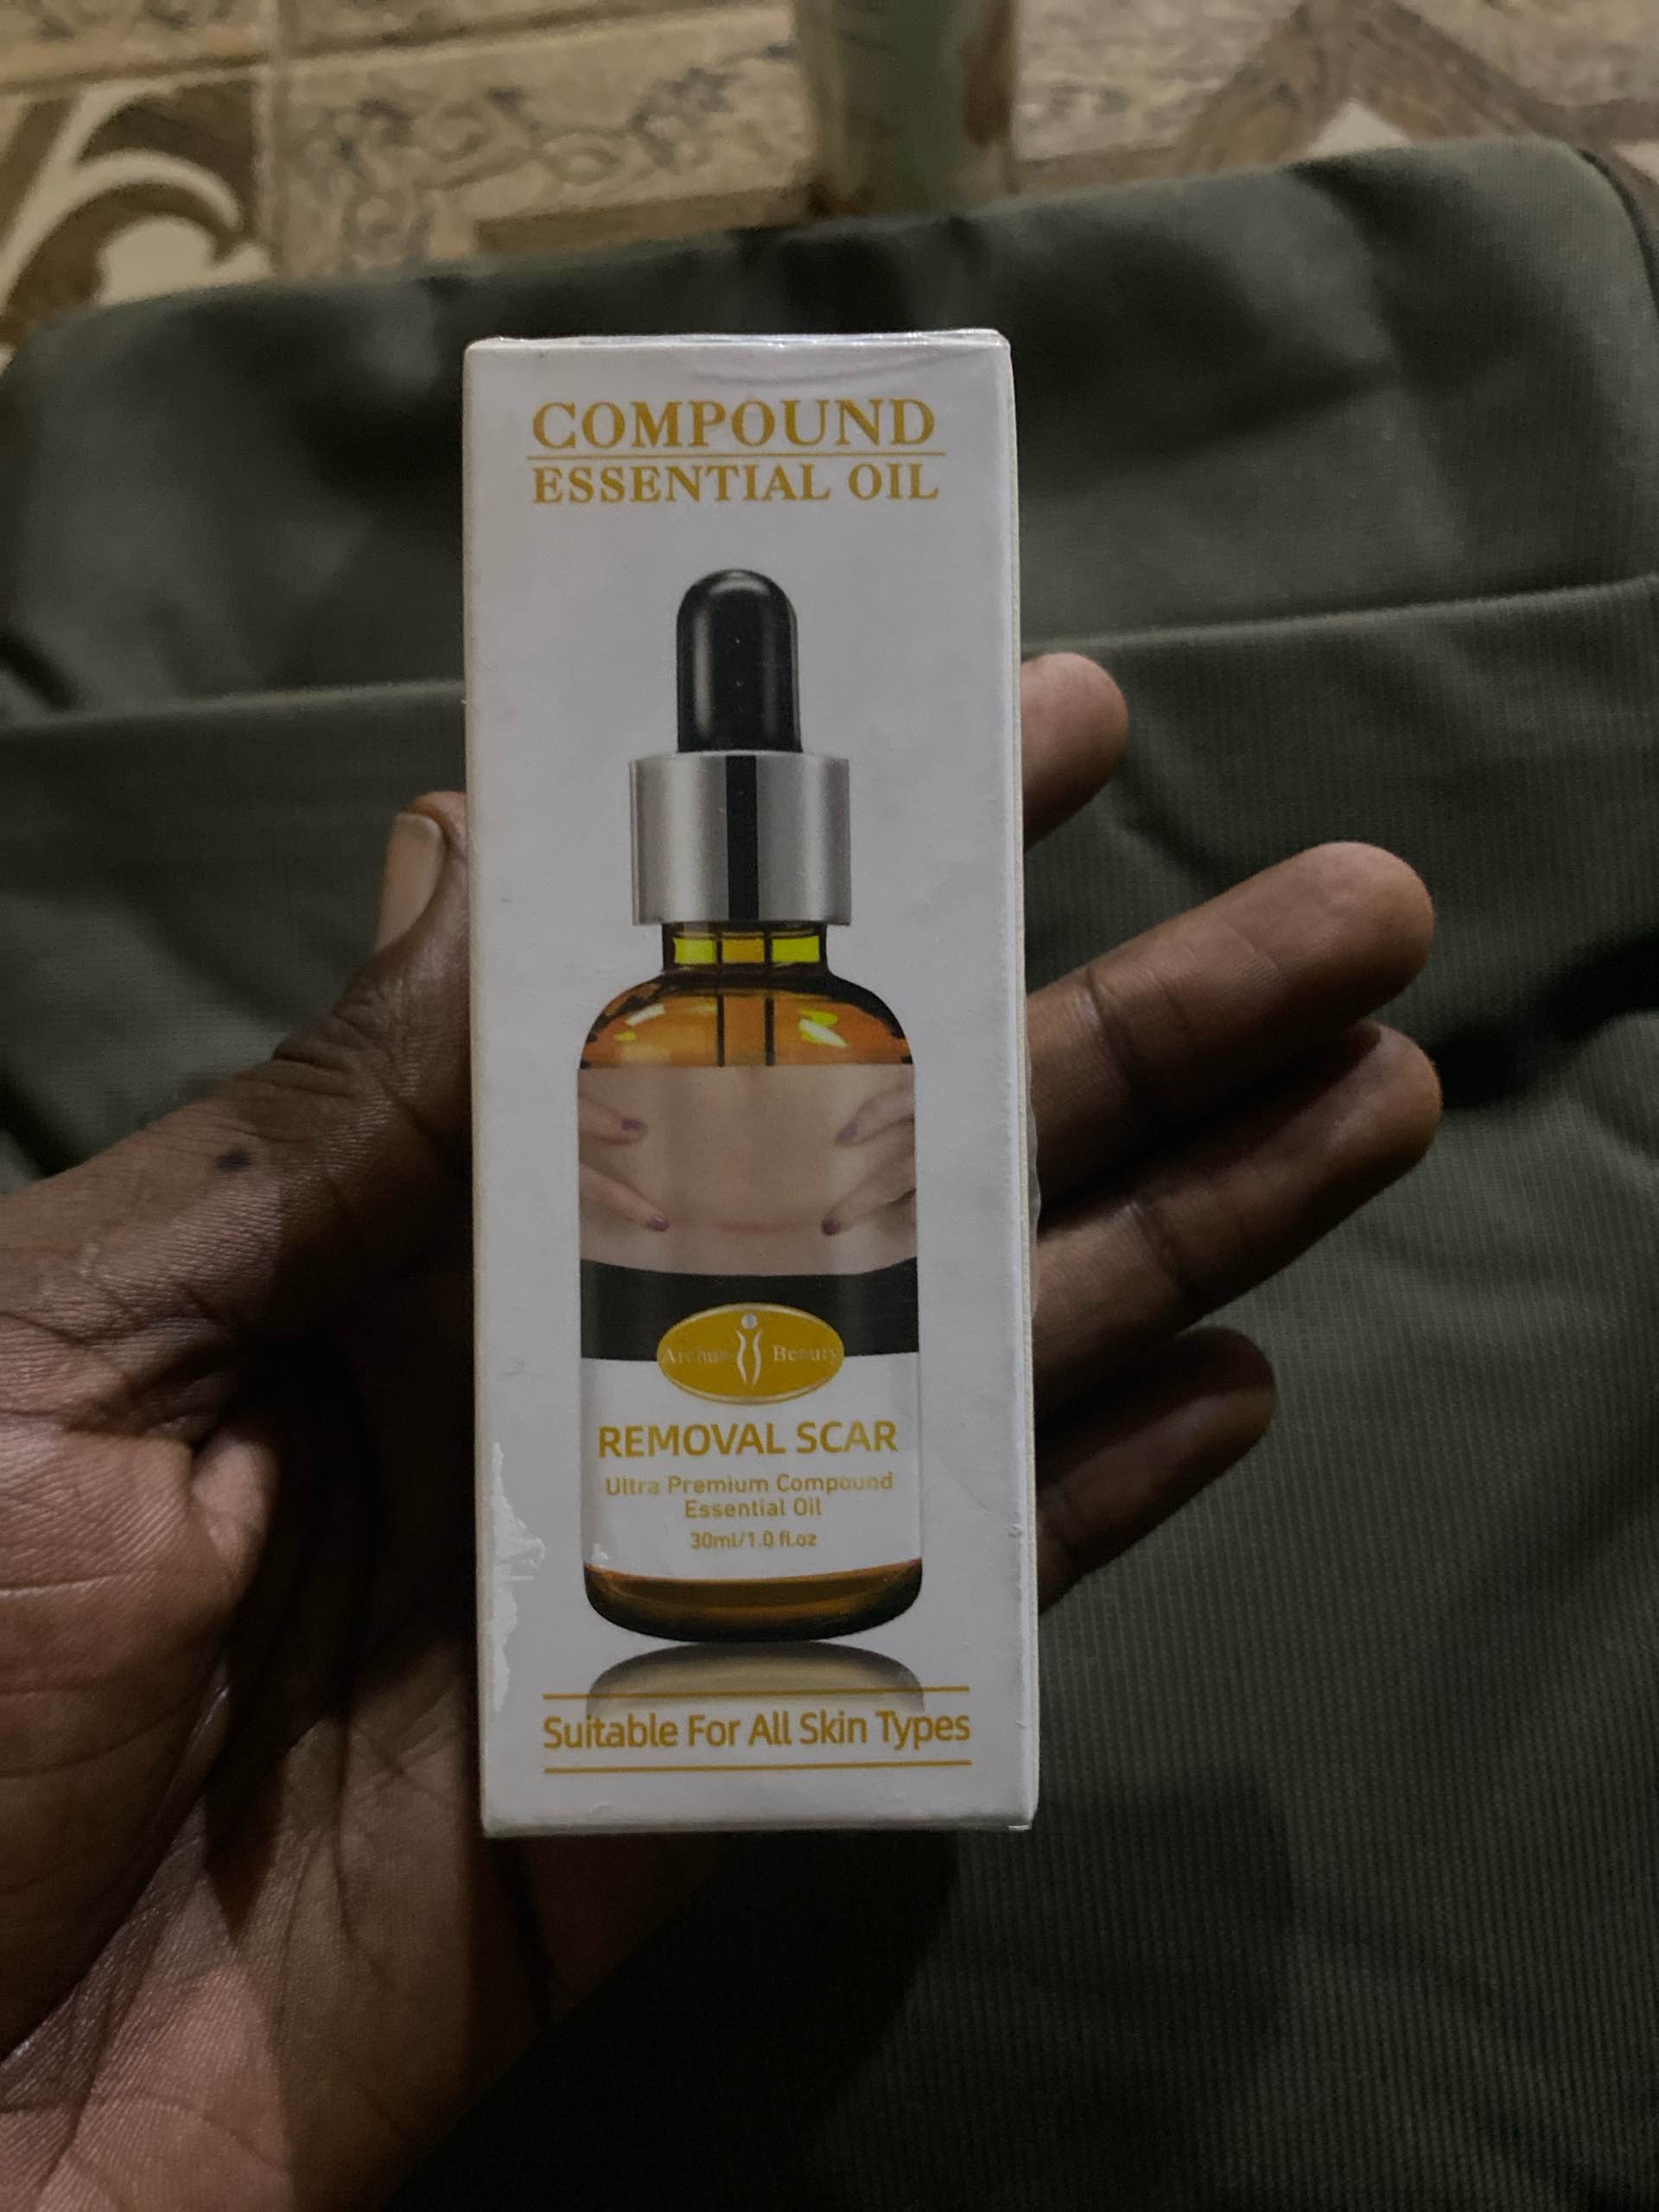 COMPOUND
ESSENTIAL OIL
Aichun Beauty
REMOVAL SCAR
Ultra Premium Compound
Essential Oil
30ml/1.0 fl.oz
Suitable For All Skin Types